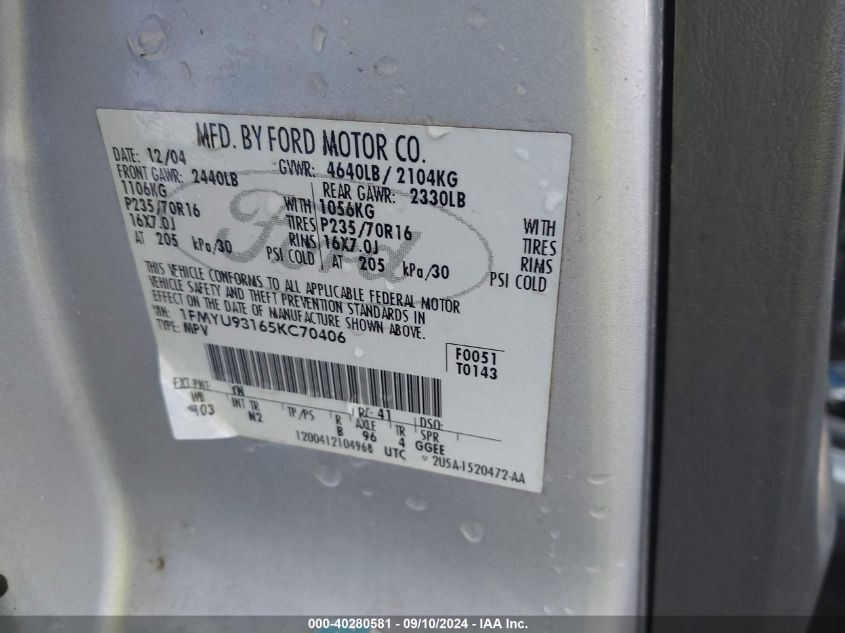 MFD. BY FORD MOTOR CO.
DATE: 12/04 GVWR: 4640LB/2104KG
FRONT GAWR: 2440LB REAR GAWR: 2330LB
1106KG WITH 1056KG WITH
P235/70R16 TIRES P235/70R16 TIRES
16X7.0J RIMS 16X7.0J RIMS
AT 205 kPa/30 PSI COLD AT 205 kPa/30 PSI COLD
Ford
THIS VEHICLE CONFORMS TO ALL APPLICABLE FEDERAL MOTOR
VEHICLE SAFETY AND THEFT PREVENTION STANDARDS IN
EFFECT ON THE DATE OF MANUFACTURE SHOWN ABOVE.
VIN: 1FMYU93165KC70406
TYPE: MPV
F0051
T0143
EXT PNT: YN RC: 41 DSO:
WB INT TR TP/PS R AXLE TR SPR
103 N2 B 96 4 GGEE
1200412104968 UTC 2U5A-1520472-AA
000-40280581 - 09/10/2024 - IAA Inc.